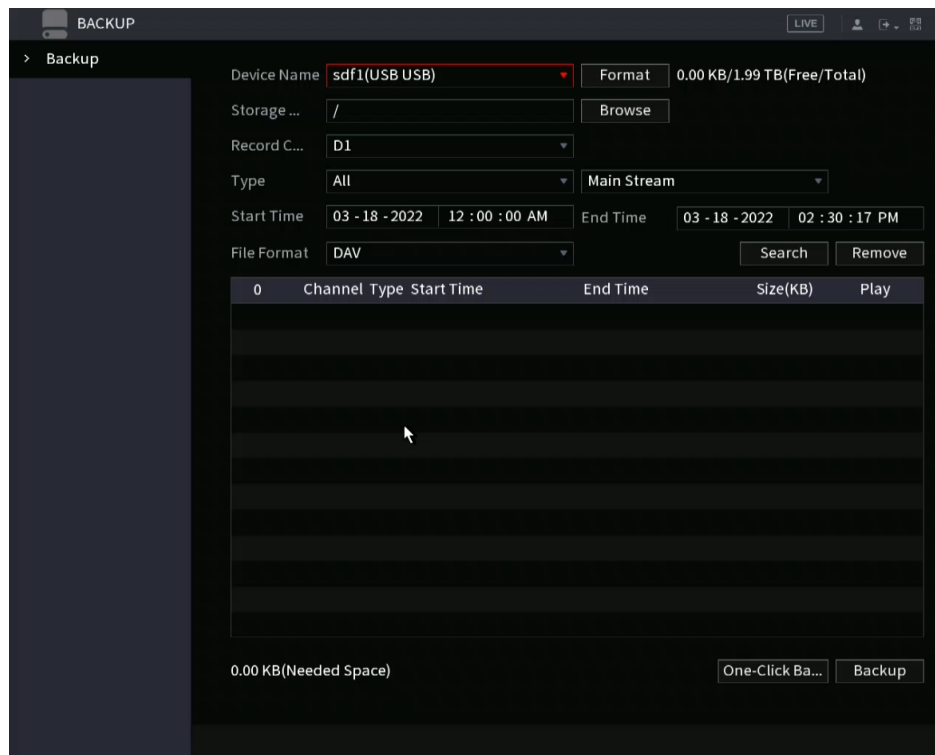 BACKUP LIVE
> Backup
Device Name sdf1(USB USB) Format 0.00 KB/1.99 TB(Free/Total)
Storage ... / Browse
Record C... D1
Type All Main Stream
Start Time 03 - 18 - 2022 12 : 00 : 00 AM End Time 03 - 18 - 2022 02 : 30 : 17 PM
File Format DAV Search Remove
0 Channel Type Start Time End Time Size(KB) Play
0.00 KB(Needed Space) One-Click Ba... Backup